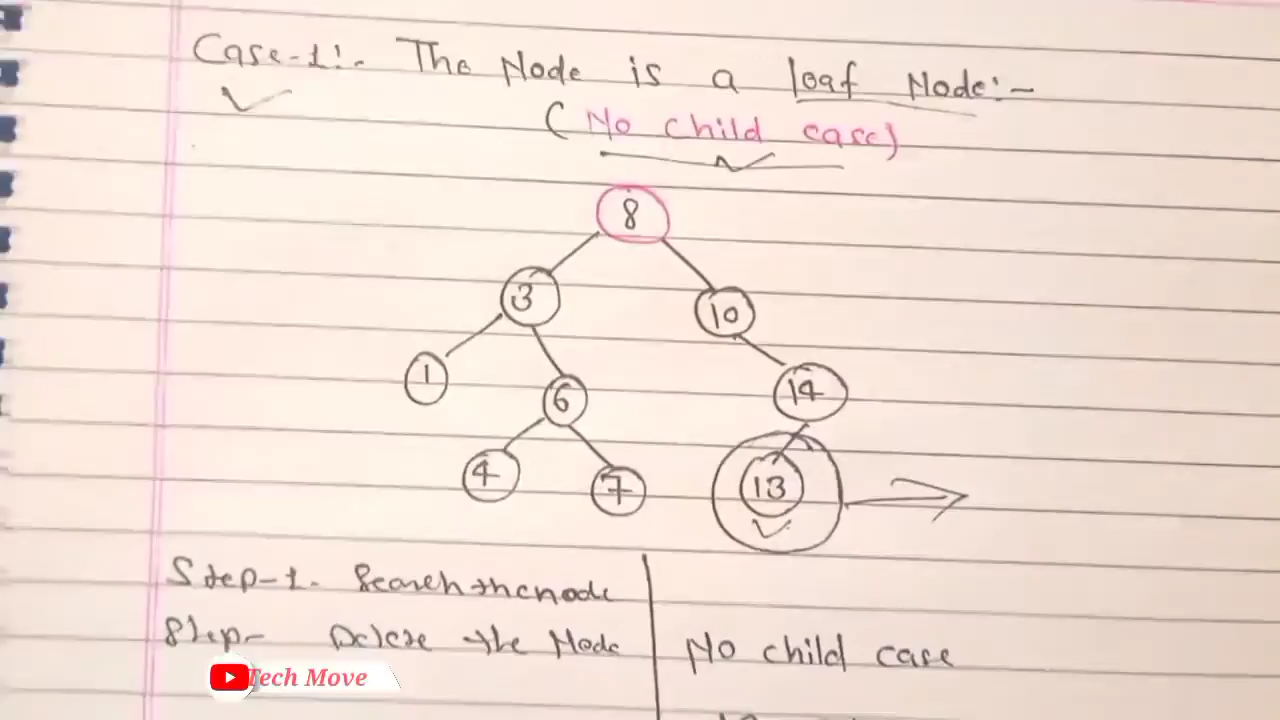 Case-1:- The Node is a leaf Node:-
(No child case)
8
3
10
1
6
14
4
7
13
Step-1. Search the node
Step- Delete the Node
No child case
Tech Move